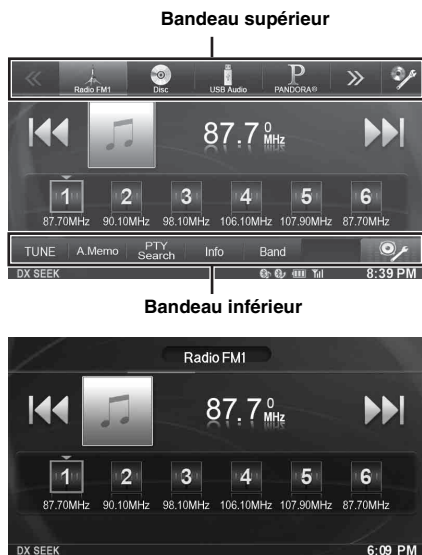 Bandeau supérieur
Radio FM1 Disc USB Audio PANDORA®
87.7 0 MHz
1 2 3 4 5 6
87.70MHz 90.10MHz 98.10MHz 106.10MHz 107.90MHz 87.70MHz
TUNE A.Memo PTY Search Info Band
DX SEEK 8:39 PM
Bandeau inférieur
Radio FM1
87.7 0 MHz
1 2 3 4 5 6
87.70MHz 90.10MHz 98.10MHz 106.10MHz 107.90MHz 87.70MHz
DX SEEK 6:09 PM